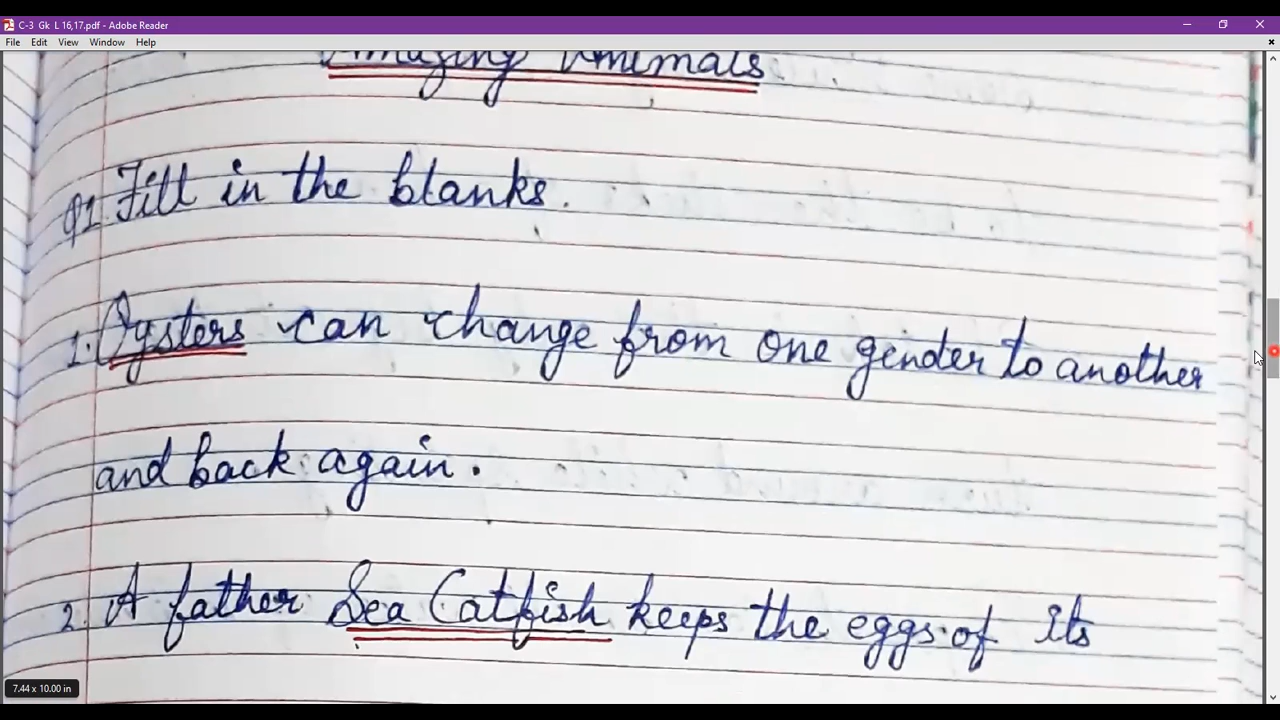 C-3 Gk L 16,17.pdf - Adobe Reader
File Edit View Window Help
Amazing Animals
Q1. Fill in the blanks.
1. Oysters can change from one gender to another
and back again.
2. A father Sea Catfish keeps the eggs of its
7.44 x 10.00 in